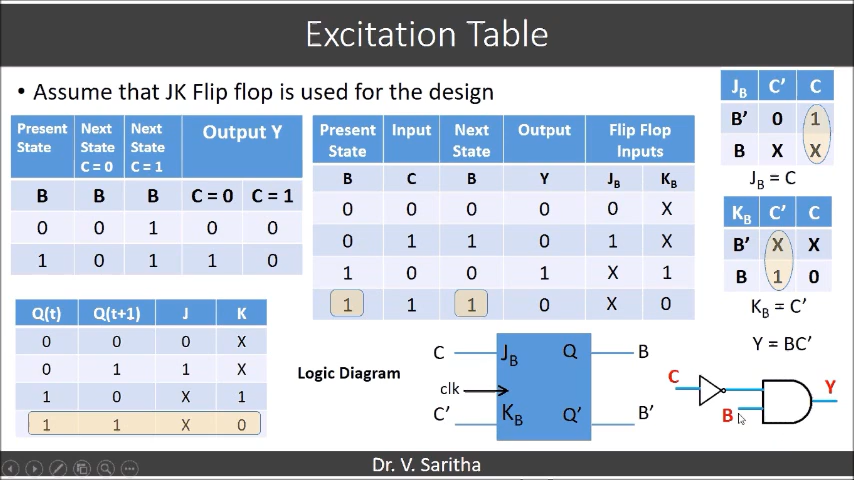 Excitation Table
• Assume that JK Flip flop is used for the design
Present State Next State C = 0 Next State C = 1 Output Y
B B B C = 0 C = 1
0 0 1 0 0
1 0 1 1 0
Present State Input Next State Output Flip Flop Inputs
B C B Y JB KB
0 0 0 0 0 X
0 1 1 0 1 X
1 0 0 1 X 1
1 1 1 0 X 0
JB C' C
B' 0 1
B X X
JB = C
KB C' C
B' X X
B 1 0
KB = C'
Y = BC'
Q(t) Q(t+1) J K
0 0 0 X
0 1 1 X
1 0 X 1
1 1 X 0
Logic Diagram
C JB Q B
clk
C' KB Q' B'
C
B
Y
Dr. V. Saritha